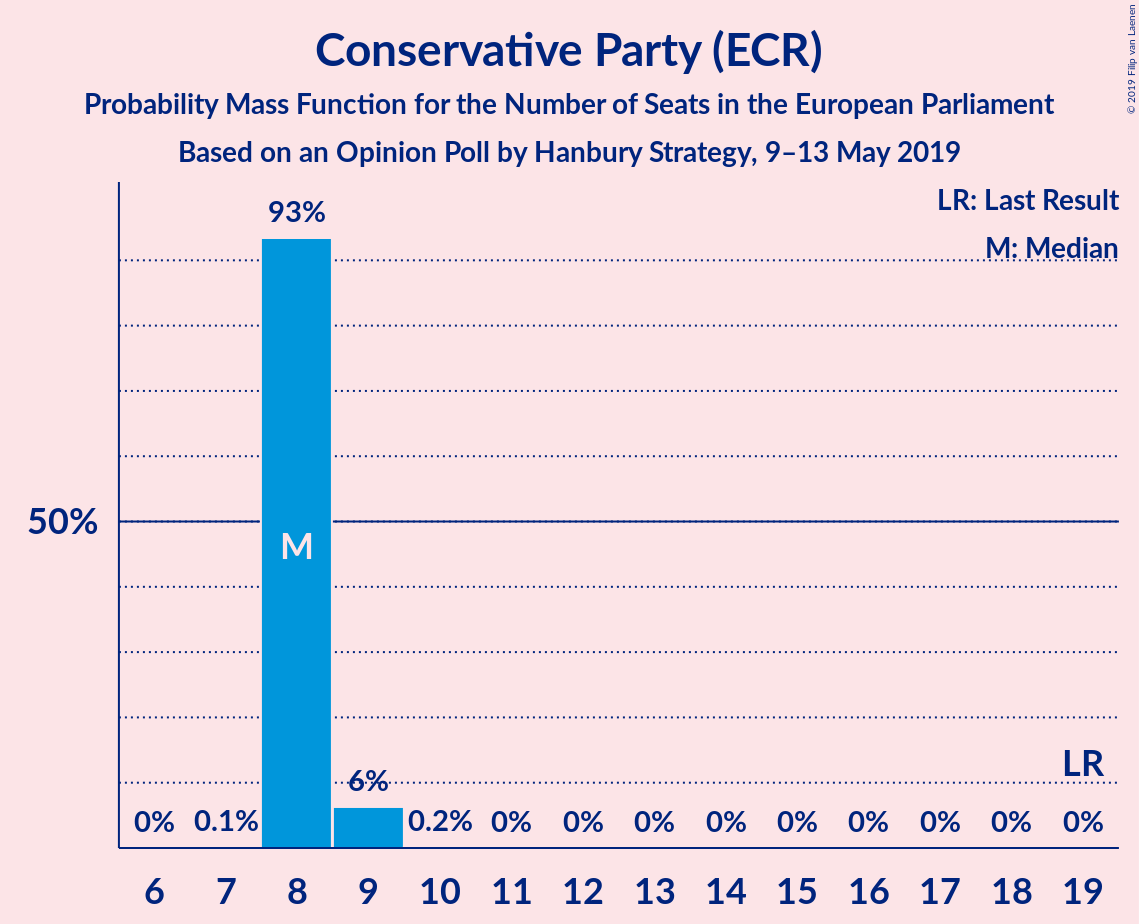 Conservative Party (ECR)
Probability Mass Function for the Number of Seats in the European Parliament
Based on an Opinion Poll by Hanbury Strategy, 9–13 May 2019
© 2019 Filip van Laenen
LR: Last Result
M: Median
93%
50%
M
LR
6%
0% 0.1% 0.2% 0% 0% 0% 0% 0% 0% 0% 0% 0%
6 7 8 9 10 11 12 13 14 15 16 17 18 19